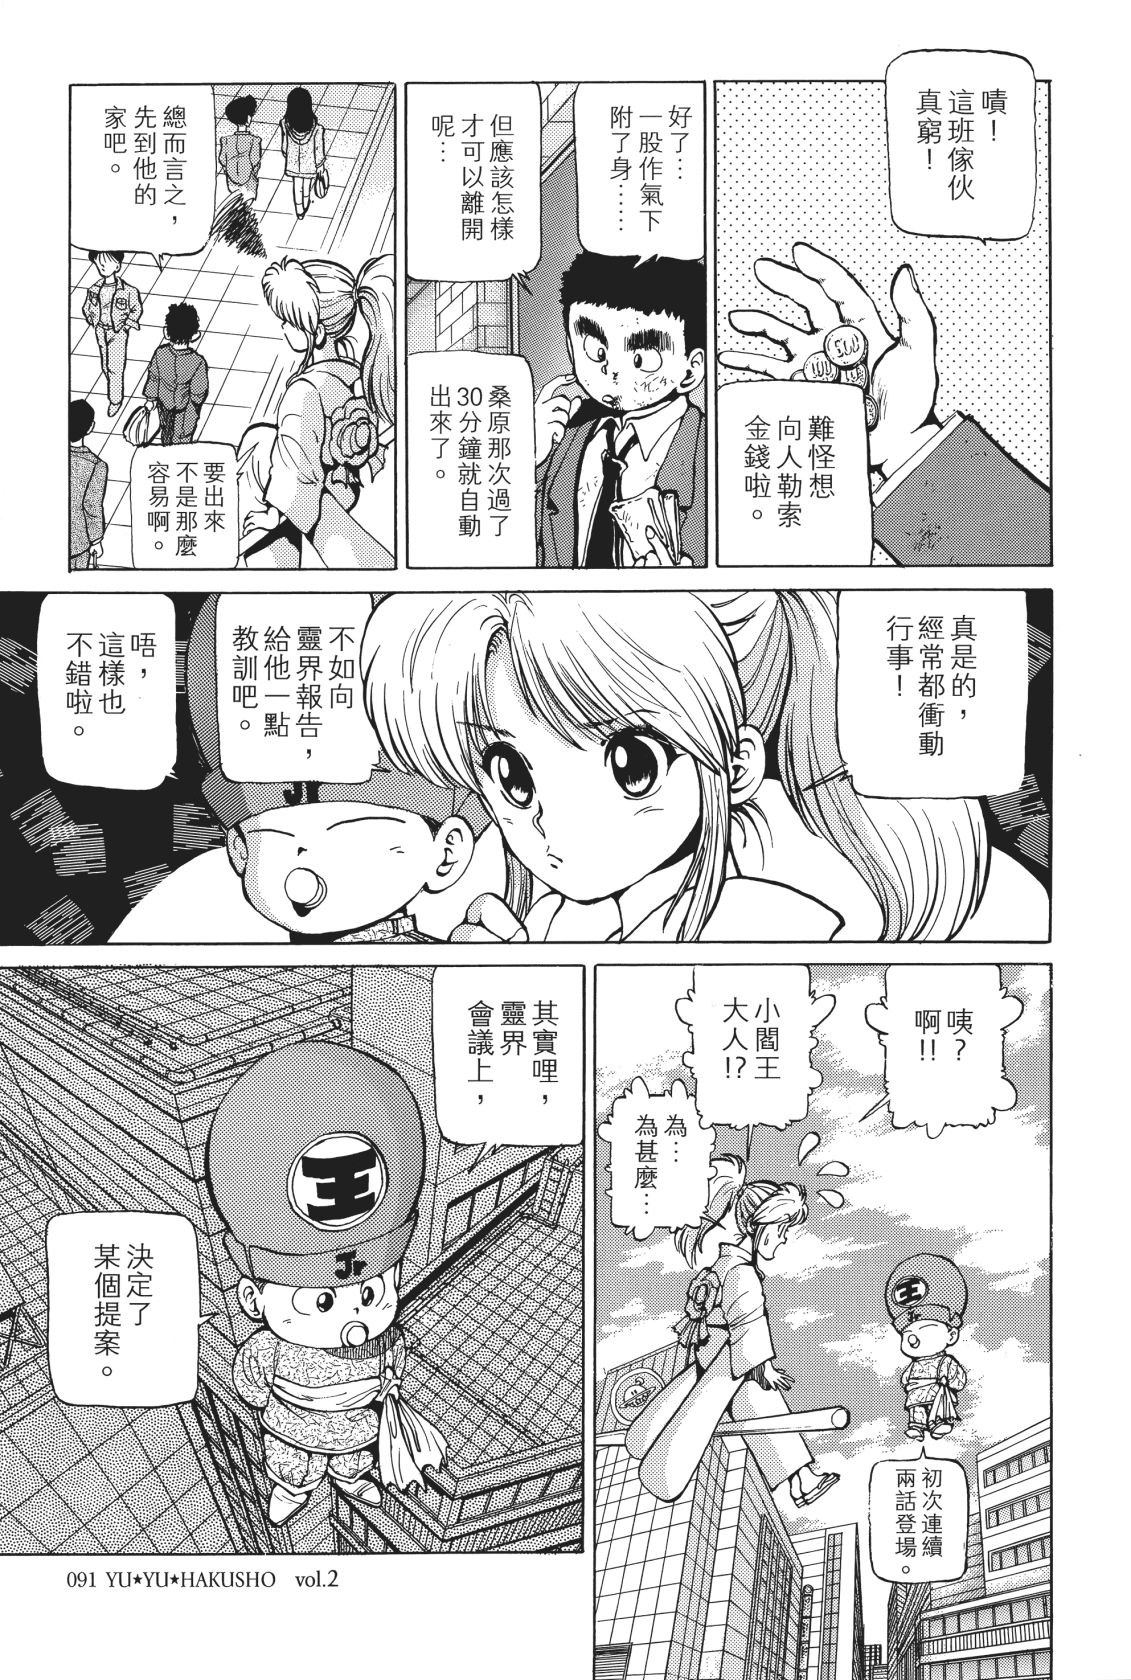 嘖！
這班傢伙
真窮！
難怪想
向人勒索
金錢啦。
好了…
一股作氣下
附了身……
但應該怎樣
才可以離開
呢…
桑原那次過了
30分鐘就自動
出來了。
總而言之，
先到他的
家吧。
要出來
不是那麼
容易啊。
真是的，
經常都衝動
行事！
不如向
靈界報告，
給他一點
教訓吧。
唔，
這樣也
不錯啦。
Jr
咦？
啊!!
小閻王
大人!?
為…
為甚麼…
王
初次連續
兩話登場。
其實哩，
靈界
會議上，
王
Jr
決定了
某個提案。
091 YU★YU★HAKUSHO vol.2